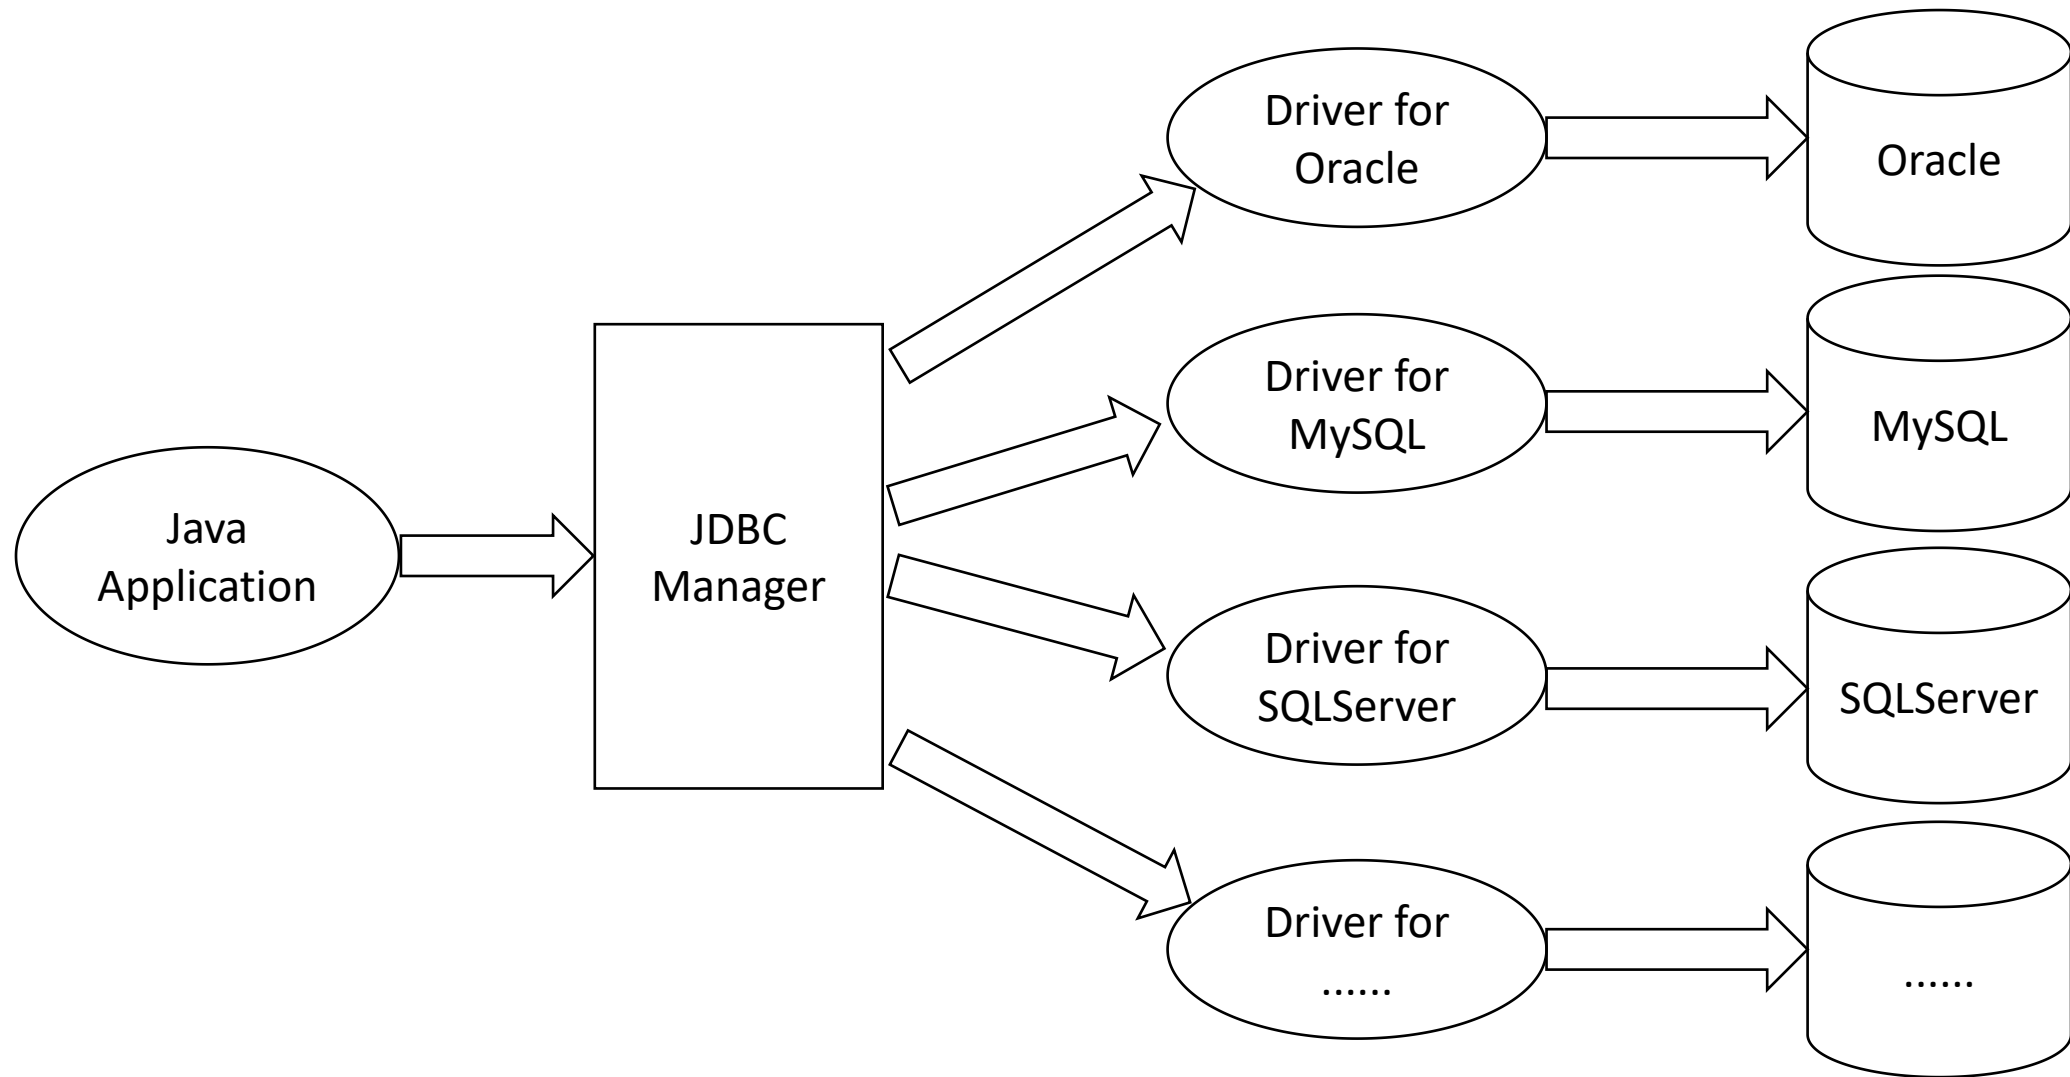 Java
Application
JDBC
Manager
Driver for
Oracle
Oracle
Driver for
MySQL
MySQL
Driver for
SQLServer
SQLServer
Driver for
......
......